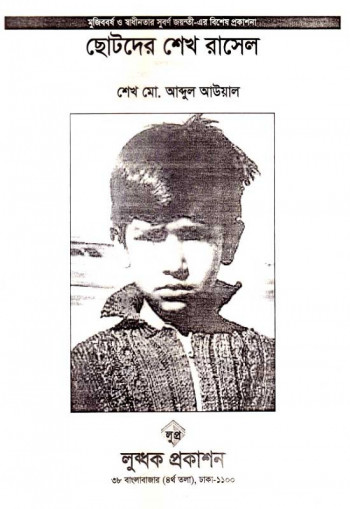 মুজিববর্ষ ও স্বাধীনতার সুবর্ণ জয়ন্তী-এর বিশেষ প্রকাশনা
ছোটদের শেখ রাসেল
শেখ মো. আব্দুল আউয়াল
লুপ্র
লুব্ধক প্রকাশন
৩৮ বাংলাবাজার (৪র্থ তলা), ঢাকা-১১০০